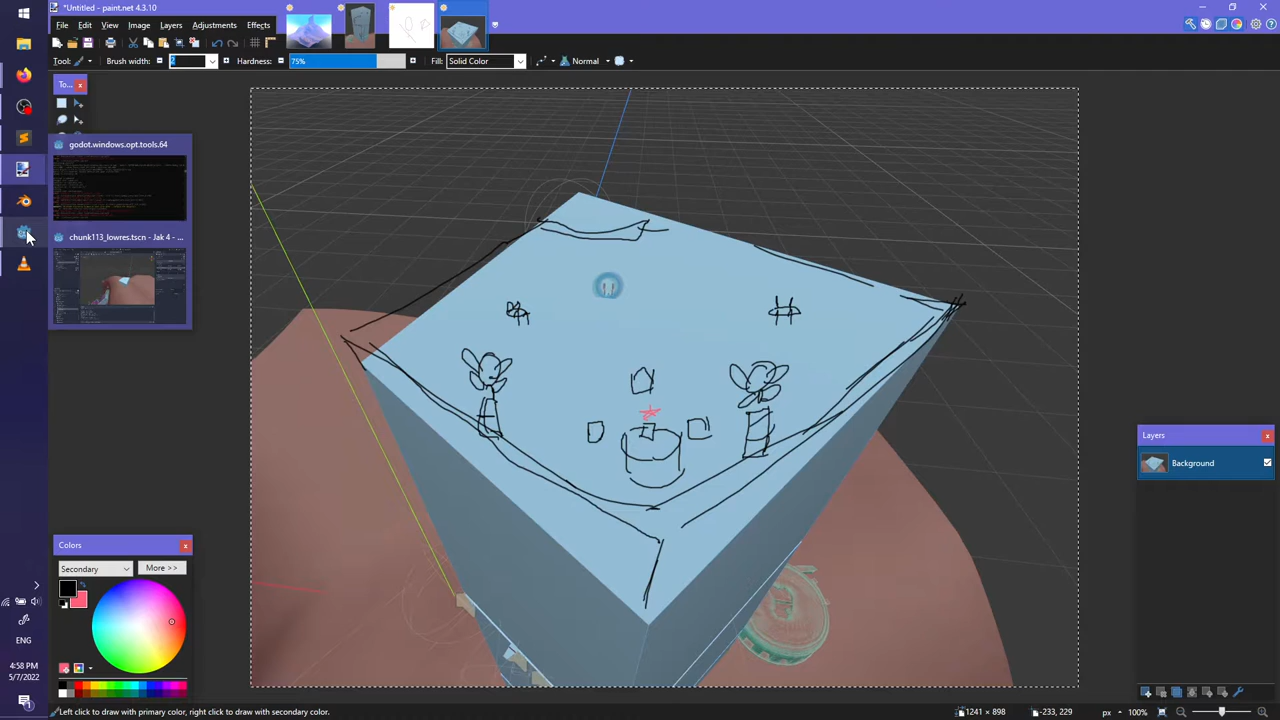 *Untitled - paint.net 4.3.10
File Edit View Image Layers Adjustments Effects
Tool: Brush width: 2 Hardness: 75% Fill: Solid Color Normal
To...
godot.windows.opt.tools.64
chunk113_lowres.tscn - Jak 4 - ...
Layers
Background
Colors
Secondary More >>
ENG
4:58 PM
5/7/2022
Left click to draw with primary color, right click to draw with secondary color. 1241 × 898 -233, 229 px 100%